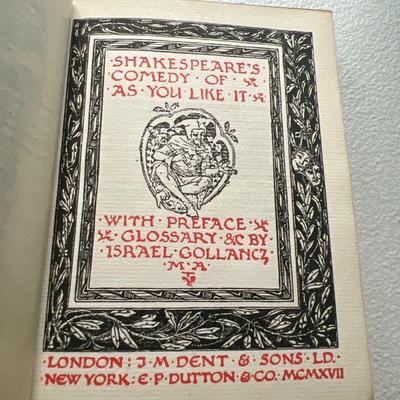 ·SHAKESPEARE'S·
·COMEDY·OF·
·AS·YOU·LIKE·IT·
·WITH·PREFACE·
·GLOSSARY·&C·BY·
·ISRAEL·GOLLANCZ,
·M·A·
·LONDON:·J·M·DENT·&·SONS·LD.
·NEW·YORK:·E·P·DUTTON·&·CO·MCMXVII